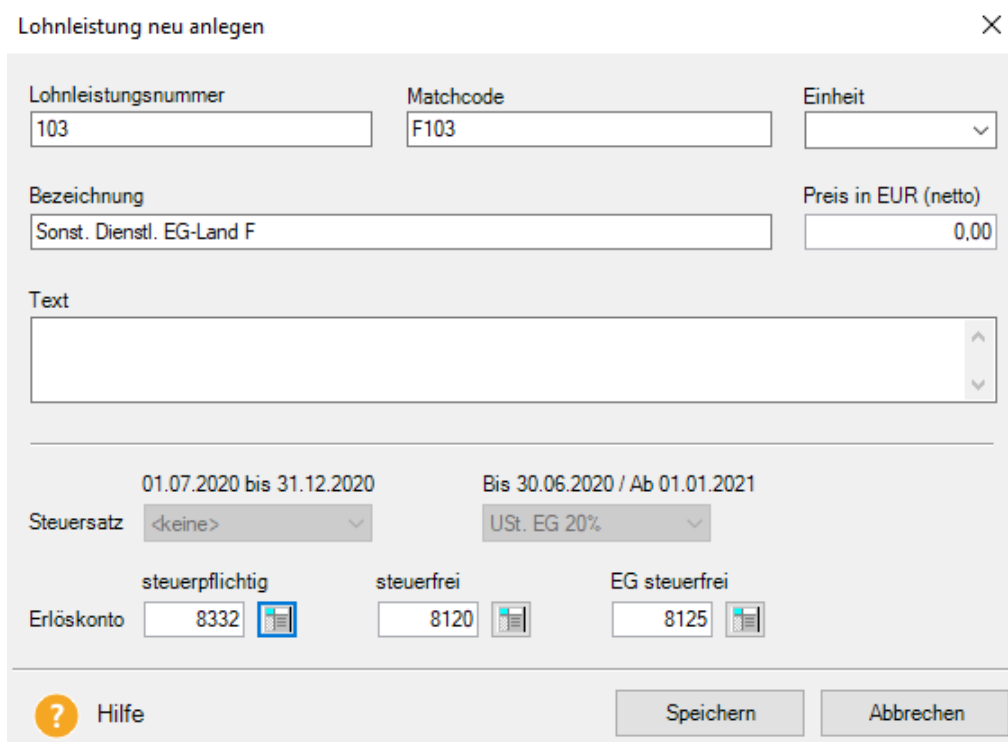 Lohnleistung neu anlegen
Lohnleistungsnummer Matchcode Einheit
103 F103
Bezeichnung Preis in EUR (netto)
Sonst. Dienstl. EG-Land F 0,00
Text
01.07.2020 bis 31.12.2020 Bis 30.06.2020 / Ab 01.01.2021
Steuersatz <keine> USt. EG 20%
steuerpflichtig steuerfrei EG steuerfrei
Erlöskonto 8332 8120 8125
? Hilfe Speichern Abbrechen